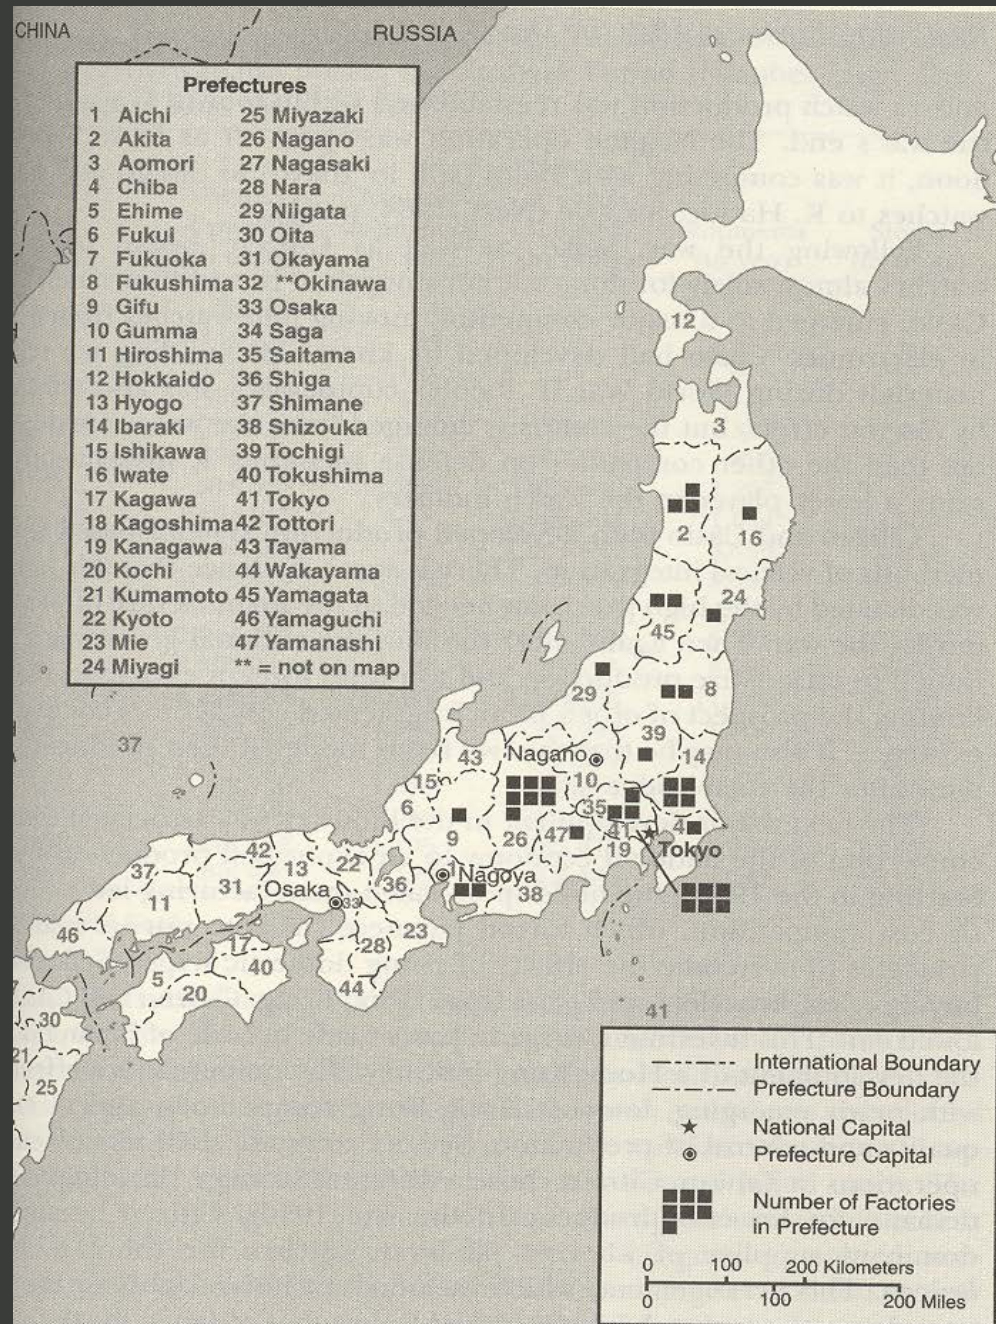 CHINA
RUSSIA
Prefectures
1 Aichi
2 Akita
3 Aomori
4 Chiba
5 Ehime
6 Fukui
7 Fukuoka
8 Fukushima
9 Gifu
10 Gumma
11 Hiroshima
12 Hokkaido
13 Hyogo
14 Ibaraki
15 Ishikawa
16 Iwate
17 Kagawa
18 Kagoshima
19 Kanagawa
20 Kochi
21 Kumamoto
22 Kyoto
23 Mie
24 Miyagi
25 Miyazaki
26 Nagano
27 Nagasaki
28 Nara
29 Niigata
30 Oita
31 Okayama
32 **Okinawa
33 Osaka
34 Saga
35 Saitama
36 Shiga
37 Shimane
38 Shizouka
39 Tochigi
40 Tokushima
41 Tokyo
42 Tottori
43 Tayama
44 Wakayama
45 Yamagata
46 Yamaguchi
47 Yamanashi
** = not on map
12
3
2
16
24
45
29
8
37
39
43
Nagano
14
15
10
6
35
9
26
47
41
4
Tokyo
19
42
22
37
13
31
36
1
Nagoya
11
Osaka
33
38
46
23
17
28
5
40
20
44
30
21
41
25
International Boundary
Prefecture Boundary
National Capital
Prefecture Capital
Number of Factories
in Prefecture
0 100 200 Kilometers
0 100 200 Miles